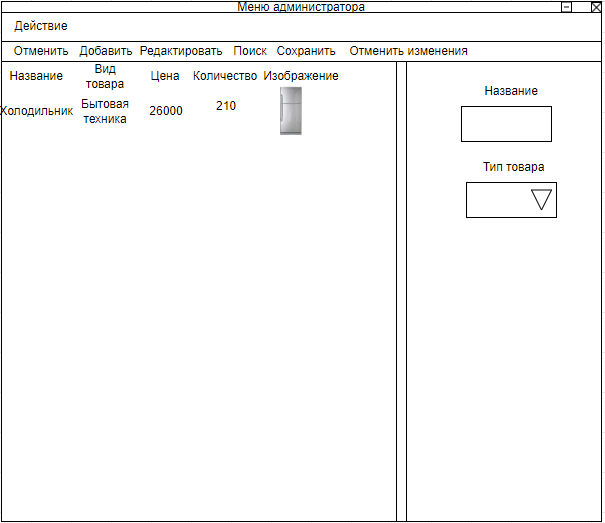 Меню администратора
Действие
Отменить Добавить Редактировать Поиск Сохранить Отменить изменения
Название Вид товара Цена Количество Изображение
Холодильник Бытовая техника 26000 210
Название
Тип товара